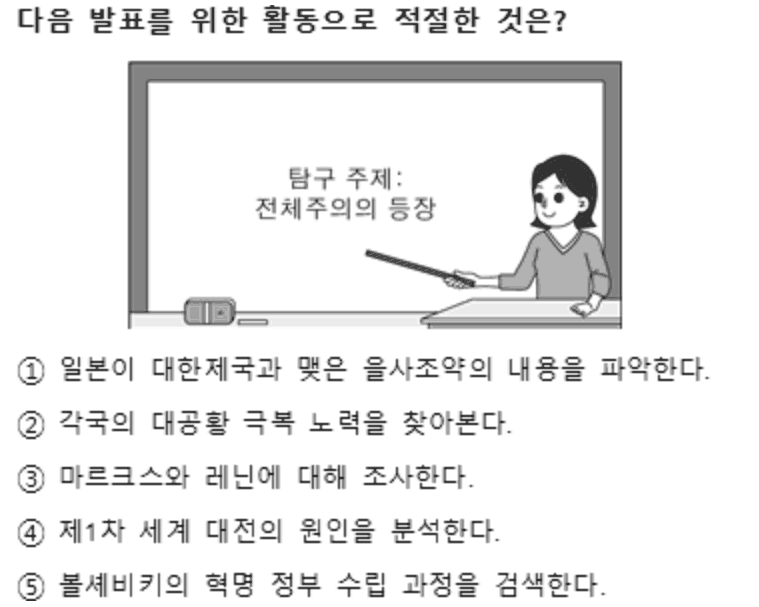 다음 발표를 위한 활동으로 적절한 것은?
탐구 주제:
전체주의의 등장
① 일본이 대한제국과 맺은 을사조약의 내용을 파악한다.
② 각국의 대공황 극복 노력을 찾아본다.
③ 마르크스와 레닌에 대해 조사한다.
④ 제1차 세계 대전의 원인을 분석한다.
⑤ 볼셰비키의 혁명 정부 수립 과정을 검색한다.